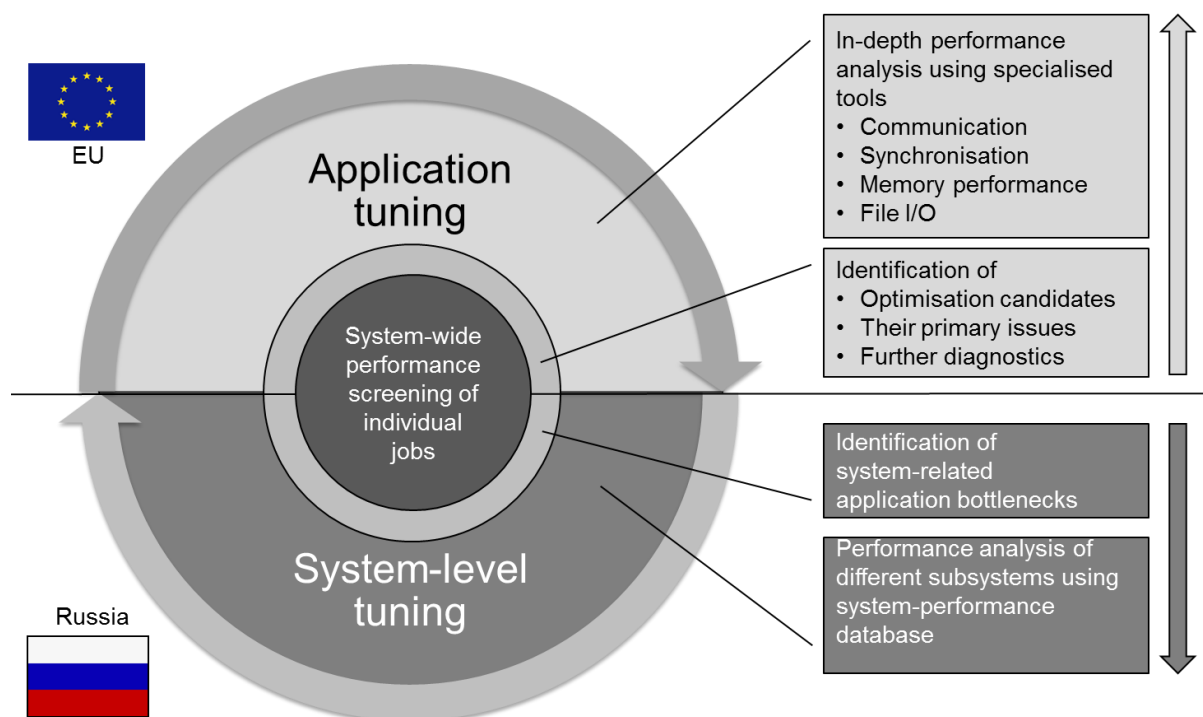 EU
Application
tuning
System-wide
performance
screening of
individual
jobs
System-level
tuning
Russia
In-depth performance
analysis using specialised
tools
• Communication
• Synchronisation
• Memory performance
• File I/O
Identification of
• Optimisation candidates
• Their primary issues
• Further diagnostics
Identification of
system-related
application bottlenecks
Performance analysis of
different subsystems using
system-performance
database